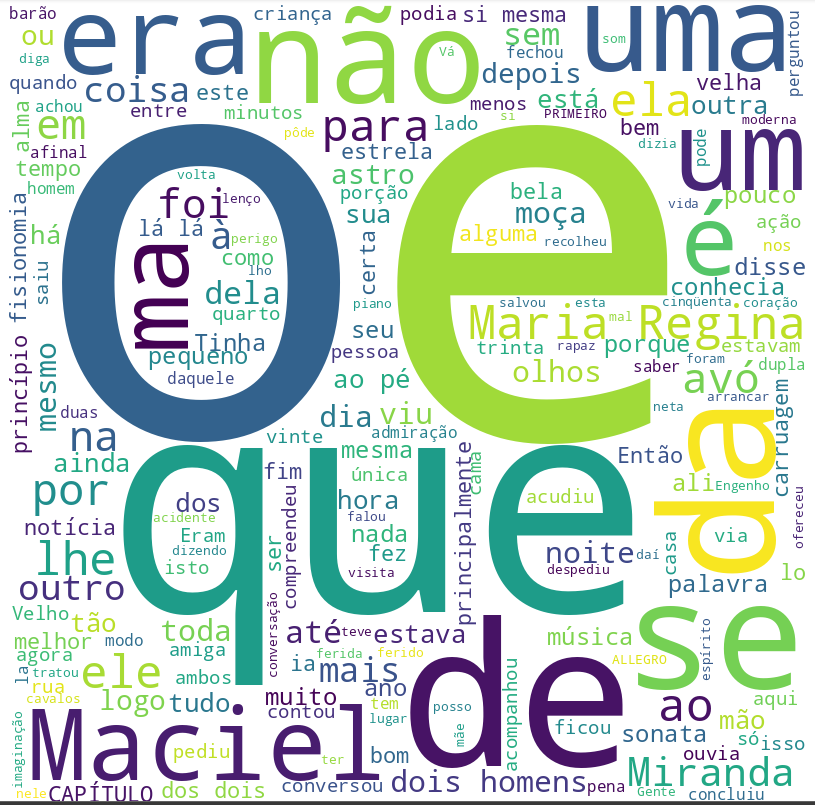 barão
criança
podia
si
mesma
era
não
uma
ou
diga
sem
som
Vá
fechou
perguntou
quando
coisa
este
depois
velha
entre
minutos
menos
está
ela
outra
achou
em
alma
para
lado
si
PRIMEIRO
bem
moderna
afinal
pôde
estrela
dizia
pode
um
tempo
homem
volta
astro
o
e
foi
lenço
porção
bela
vida
pouco
fisionomia
há
lá
lá
à
perigo
sua
moça
alguma
recolheu
é
ação
nos
saiu
ma
como
lho
certa
disse
dela
quarto
piano
salvou
esta
conhecia
cinqüenta
coração
Tinha
seu
Maria
mal
Regina
princípio
mesmo
pequeno
pessoa
trinta
rapaz
porque
estavam
daquele
ao pé
olhos
saber
foram
dupla
avó
arrancar
duas
dia
viu
neta
na
vinte
admiração
carruagem
da
ainda
fim
mesma
principalmente
cama
Então
por
que
única
ali
Engenho
dos
hora
acudiu
ofereceu
notícia
acidente
compreendeu
falou
Eram
nada
via
lhe
dizendo
ser
fez
noite
daí
casa
isto
visita
despediu
outro
palavra
lo
Velho
tão
conversação
se
melhor
modo
toda
até
teve
estava
de
música
espírito
agora
amiga
ferida
ferido
ALLEGRO
la
tratou
ele
ambos
ia
mais
acompanhou
rua
cavalos
logo
tudo
muito
ano
tem
posso
ao
aqui
imaginação
Maciel
contou
lugar
mãe
ficou
sonata
mão
só
isso
pediu
ter
bom
ouvia
nele
CAPÍTULO
dos dois
conversou
dois homens
pena
Miranda
Gente
concluiu